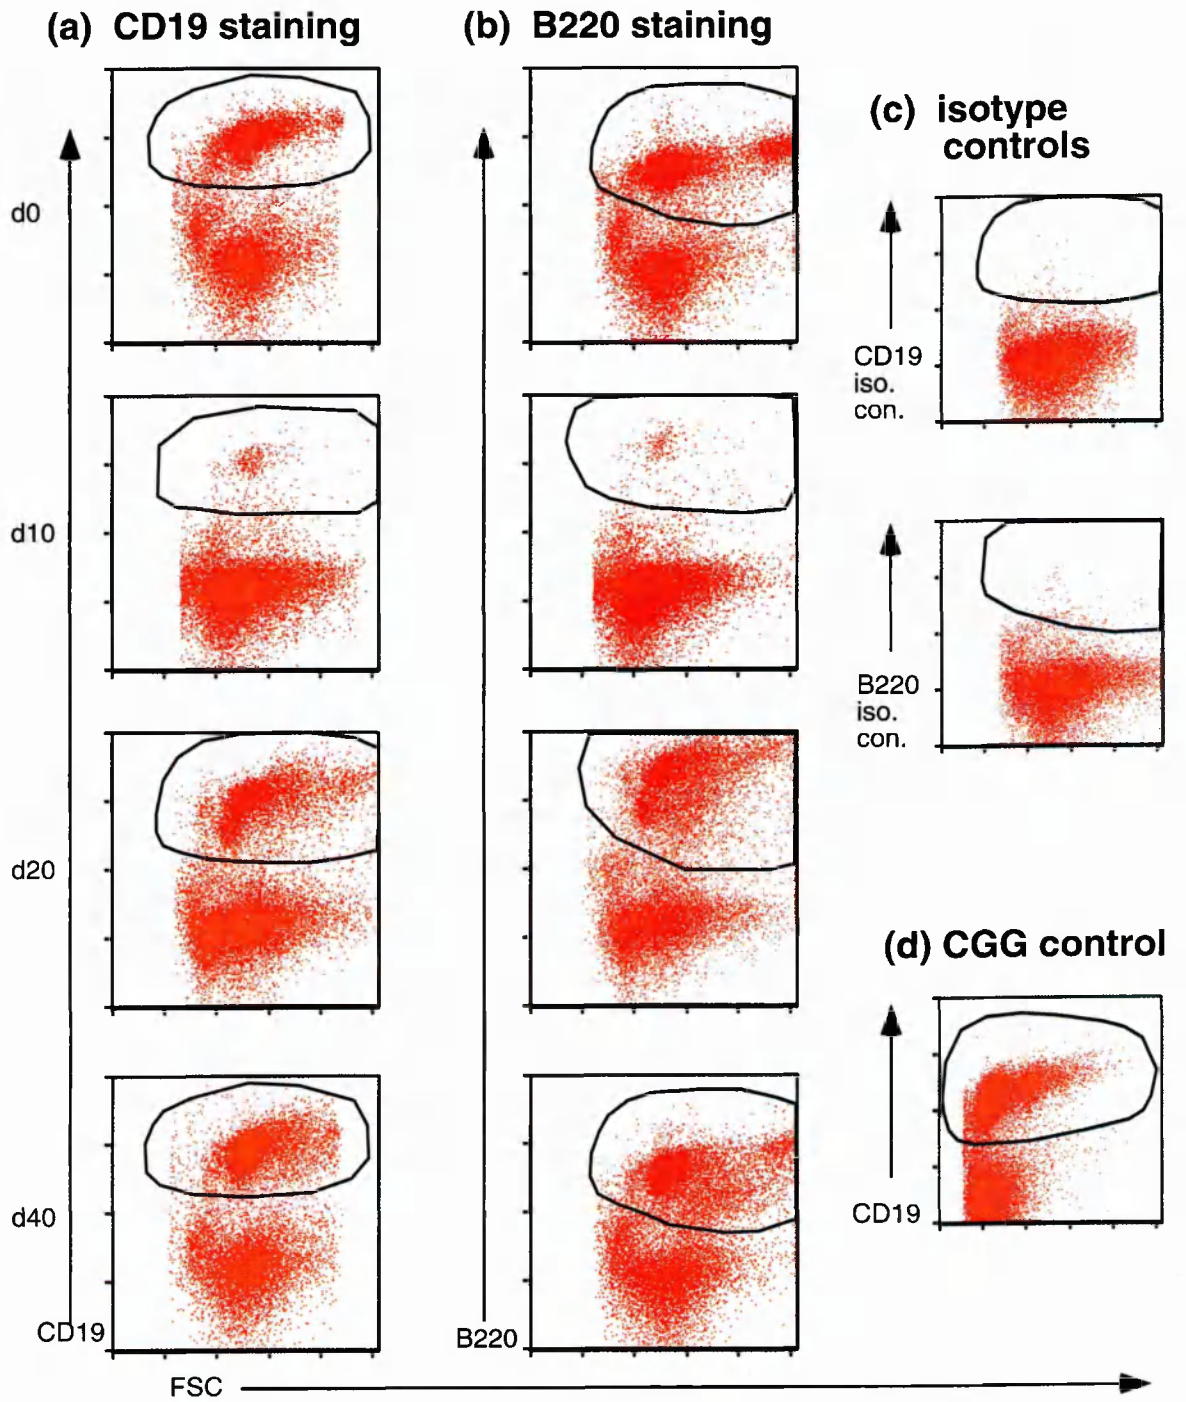 (a) CD19 staining
(b) B220 staining
(c) isotype
controls
d0
CD19
iso.
con.
d10
B220
iso.
con.
d20
(d) CGG control
d40
CD19
CD19
B220
FSC